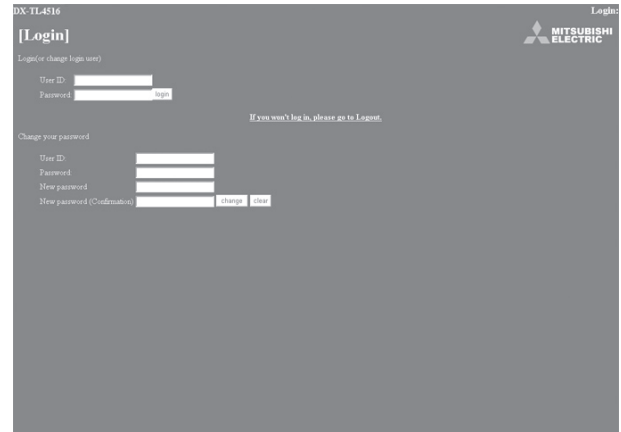 DX-TL4516 Login:
[Login]
MITSUBISHI
ELECTRIC
Login(or change login user)
User ID:
Password: login
If you won't log in, please go to Logout.
Change your password
User ID:
Password
New password
New password (Confirmation) change clear